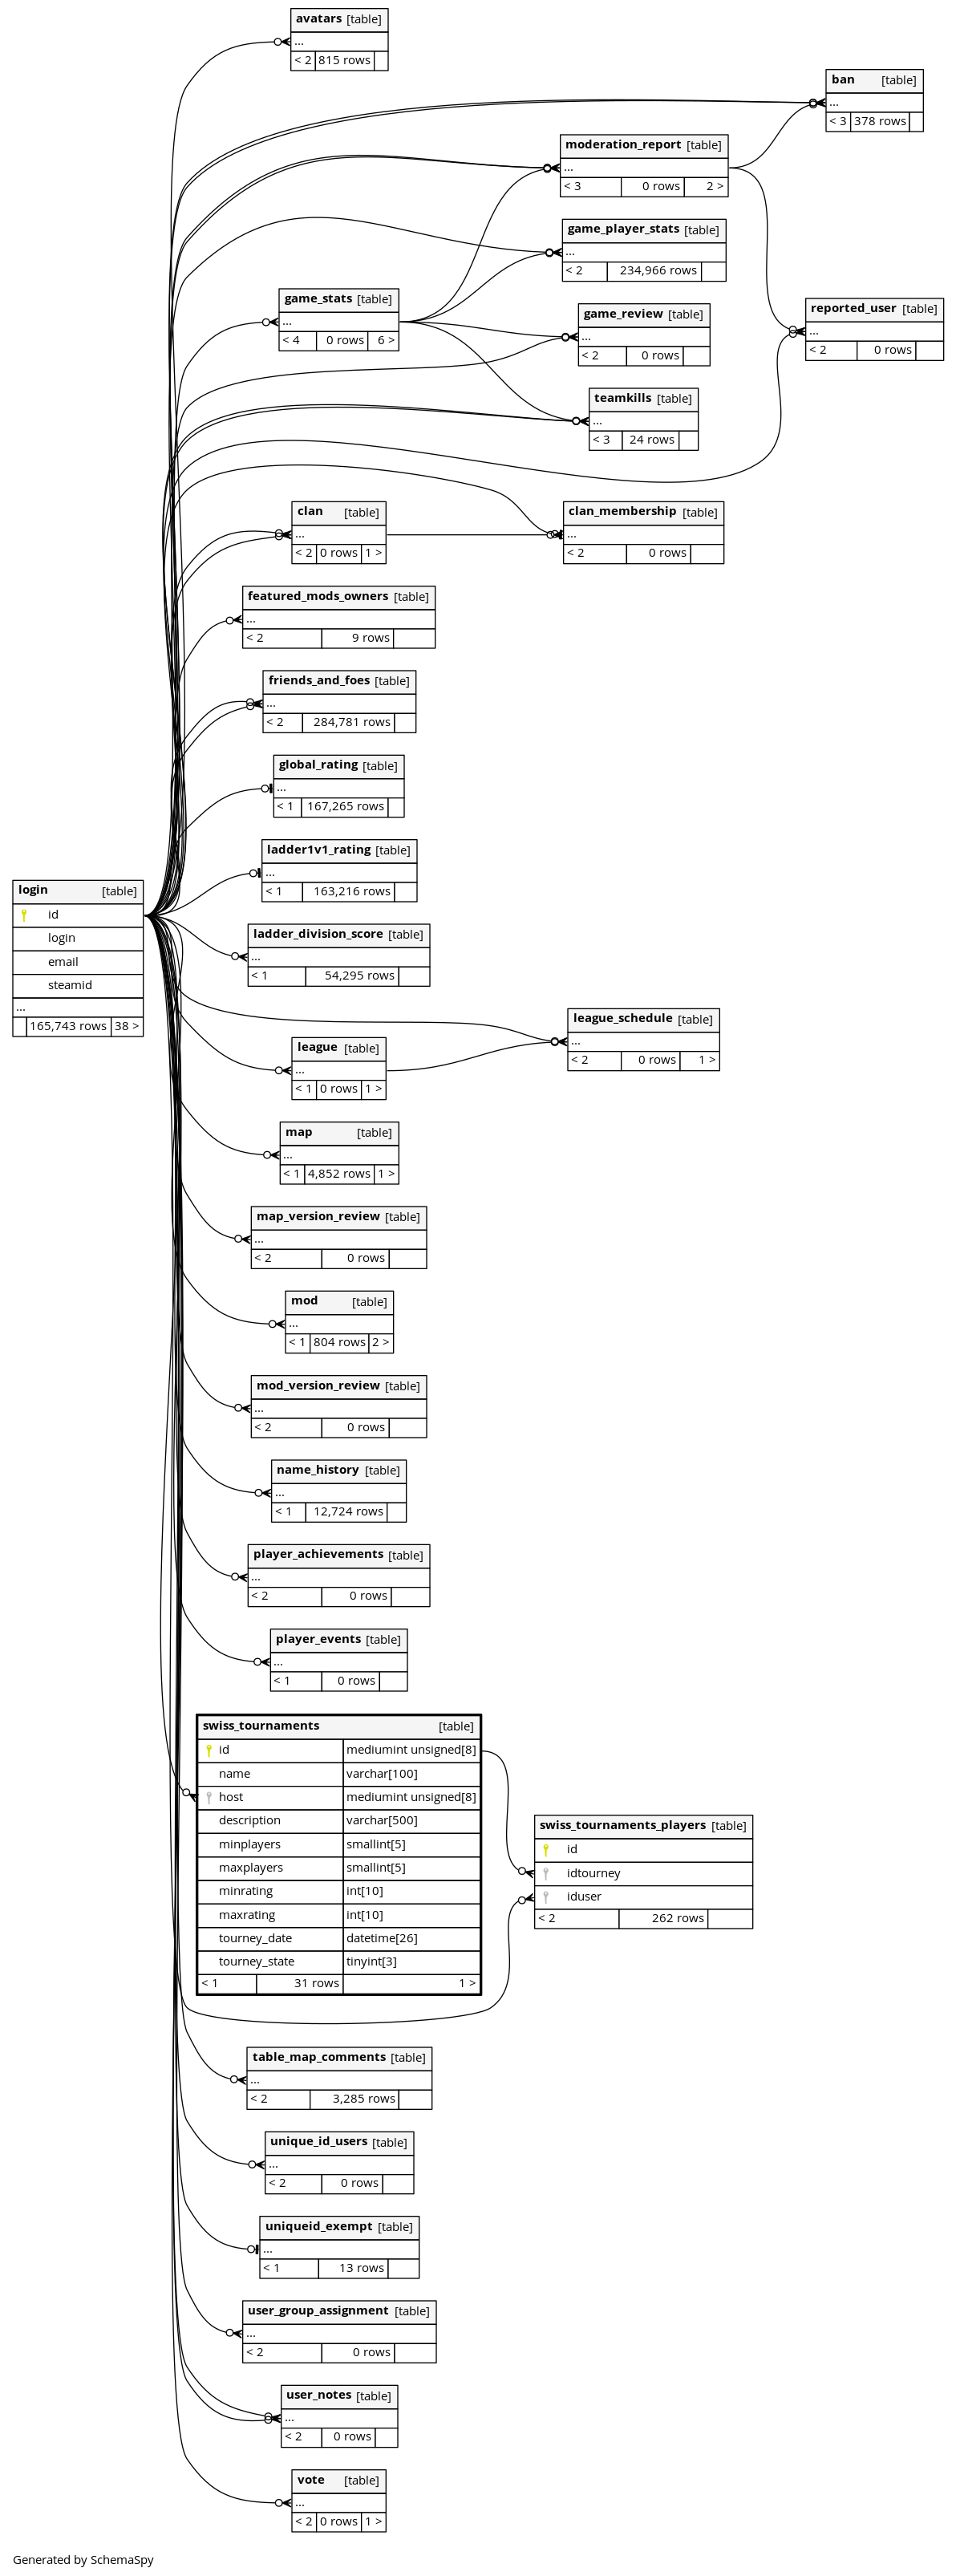 avatars [table]
...
< 2 815 rows
ban [table]
...
< 3 378 rows
moderation_report [table]
...
< 3 0 rows 2 >
game_player_stats [table]
...
< 2 234,966 rows
game_stats [table]
...
< 4 0 rows 6 >
game_review [table]
...
< 2 0 rows
reported_user [table]
...
< 2 0 rows
teamkills [table]
...
< 3 24 rows
clan [table]
...
< 2 0 rows 1 >
clan_membership [table]
...
< 2 0 rows
featured_mods_owners [table]
...
< 2 9 rows
friends_and_foes [table]
...
< 2 284,781 rows
global_rating [table]
...
< 1 167,265 rows
ladder1v1_rating [table]
...
< 1 163,216 rows
login [table]
id
login
email
steamid
...
165,743 rows 38 >
ladder_division_score [table]
...
< 1 54,295 rows
league_schedule [table]
...
< 2 0 rows 1 >
league [table]
...
< 1 0 rows 1 >
map [table]
...
< 1 4,852 rows 1 >
map_version_review [table]
...
< 2 0 rows
mod [table]
...
< 1 804 rows 2 >
mod_version_review [table]
...
< 2 0 rows
name_history [table]
...
< 1 12,724 rows
player_achievements [table]
...
< 2 0 rows
player_events [table]
...
< 1 0 rows
swiss_tournaments [table]
id mediumint unsigned[8]
name varchar[100]
host mediumint unsigned[8]
description varchar[500]
minplayers smallint[5]
maxplayers smallint[5]
minrating int[10]
maxrating int[10]
tourney_date datetime[26]
tourney_state tinyint[3]
< 1 31 rows 1 >
swiss_tournaments_players [table]
id
idtourney
iduser
< 2 262 rows
table_map_comments [table]
...
< 2 3,285 rows
unique_id_users [table]
...
< 2 0 rows
uniqueid_exempt [table]
...
< 1 13 rows
user_group_assignment [table]
...
< 2 0 rows
user_notes [table]
...
< 2 0 rows
vote [table]
...
< 2 0 rows 1 >
Generated by SchemaSpy